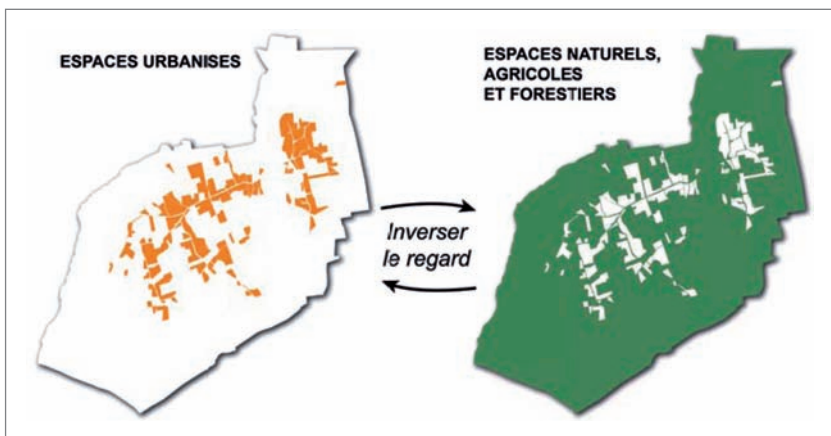 ESPACES URBANISES
ESPACES NATURELS,
AGRICOLES
ET FORESTIERS
Inverser
le regard